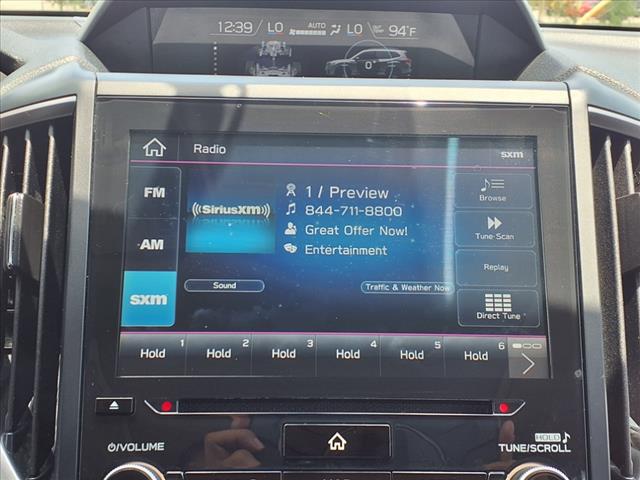 12:39 LO AUTO LO 94°F
0°
Radio sxm
FM
AM
sxm
((SiriusXM))
1 / Preview
844-711-8800
Great Offer Now!
Entertainment
Sound
Traffic & Weather Now
Browse
Tune·Scan
Replay
Direct Tune
Hold 1
Hold 2
Hold 3
Hold 4
Hold 5
Hold 6
VOLUME
HOLD
TUNE/SCROLL